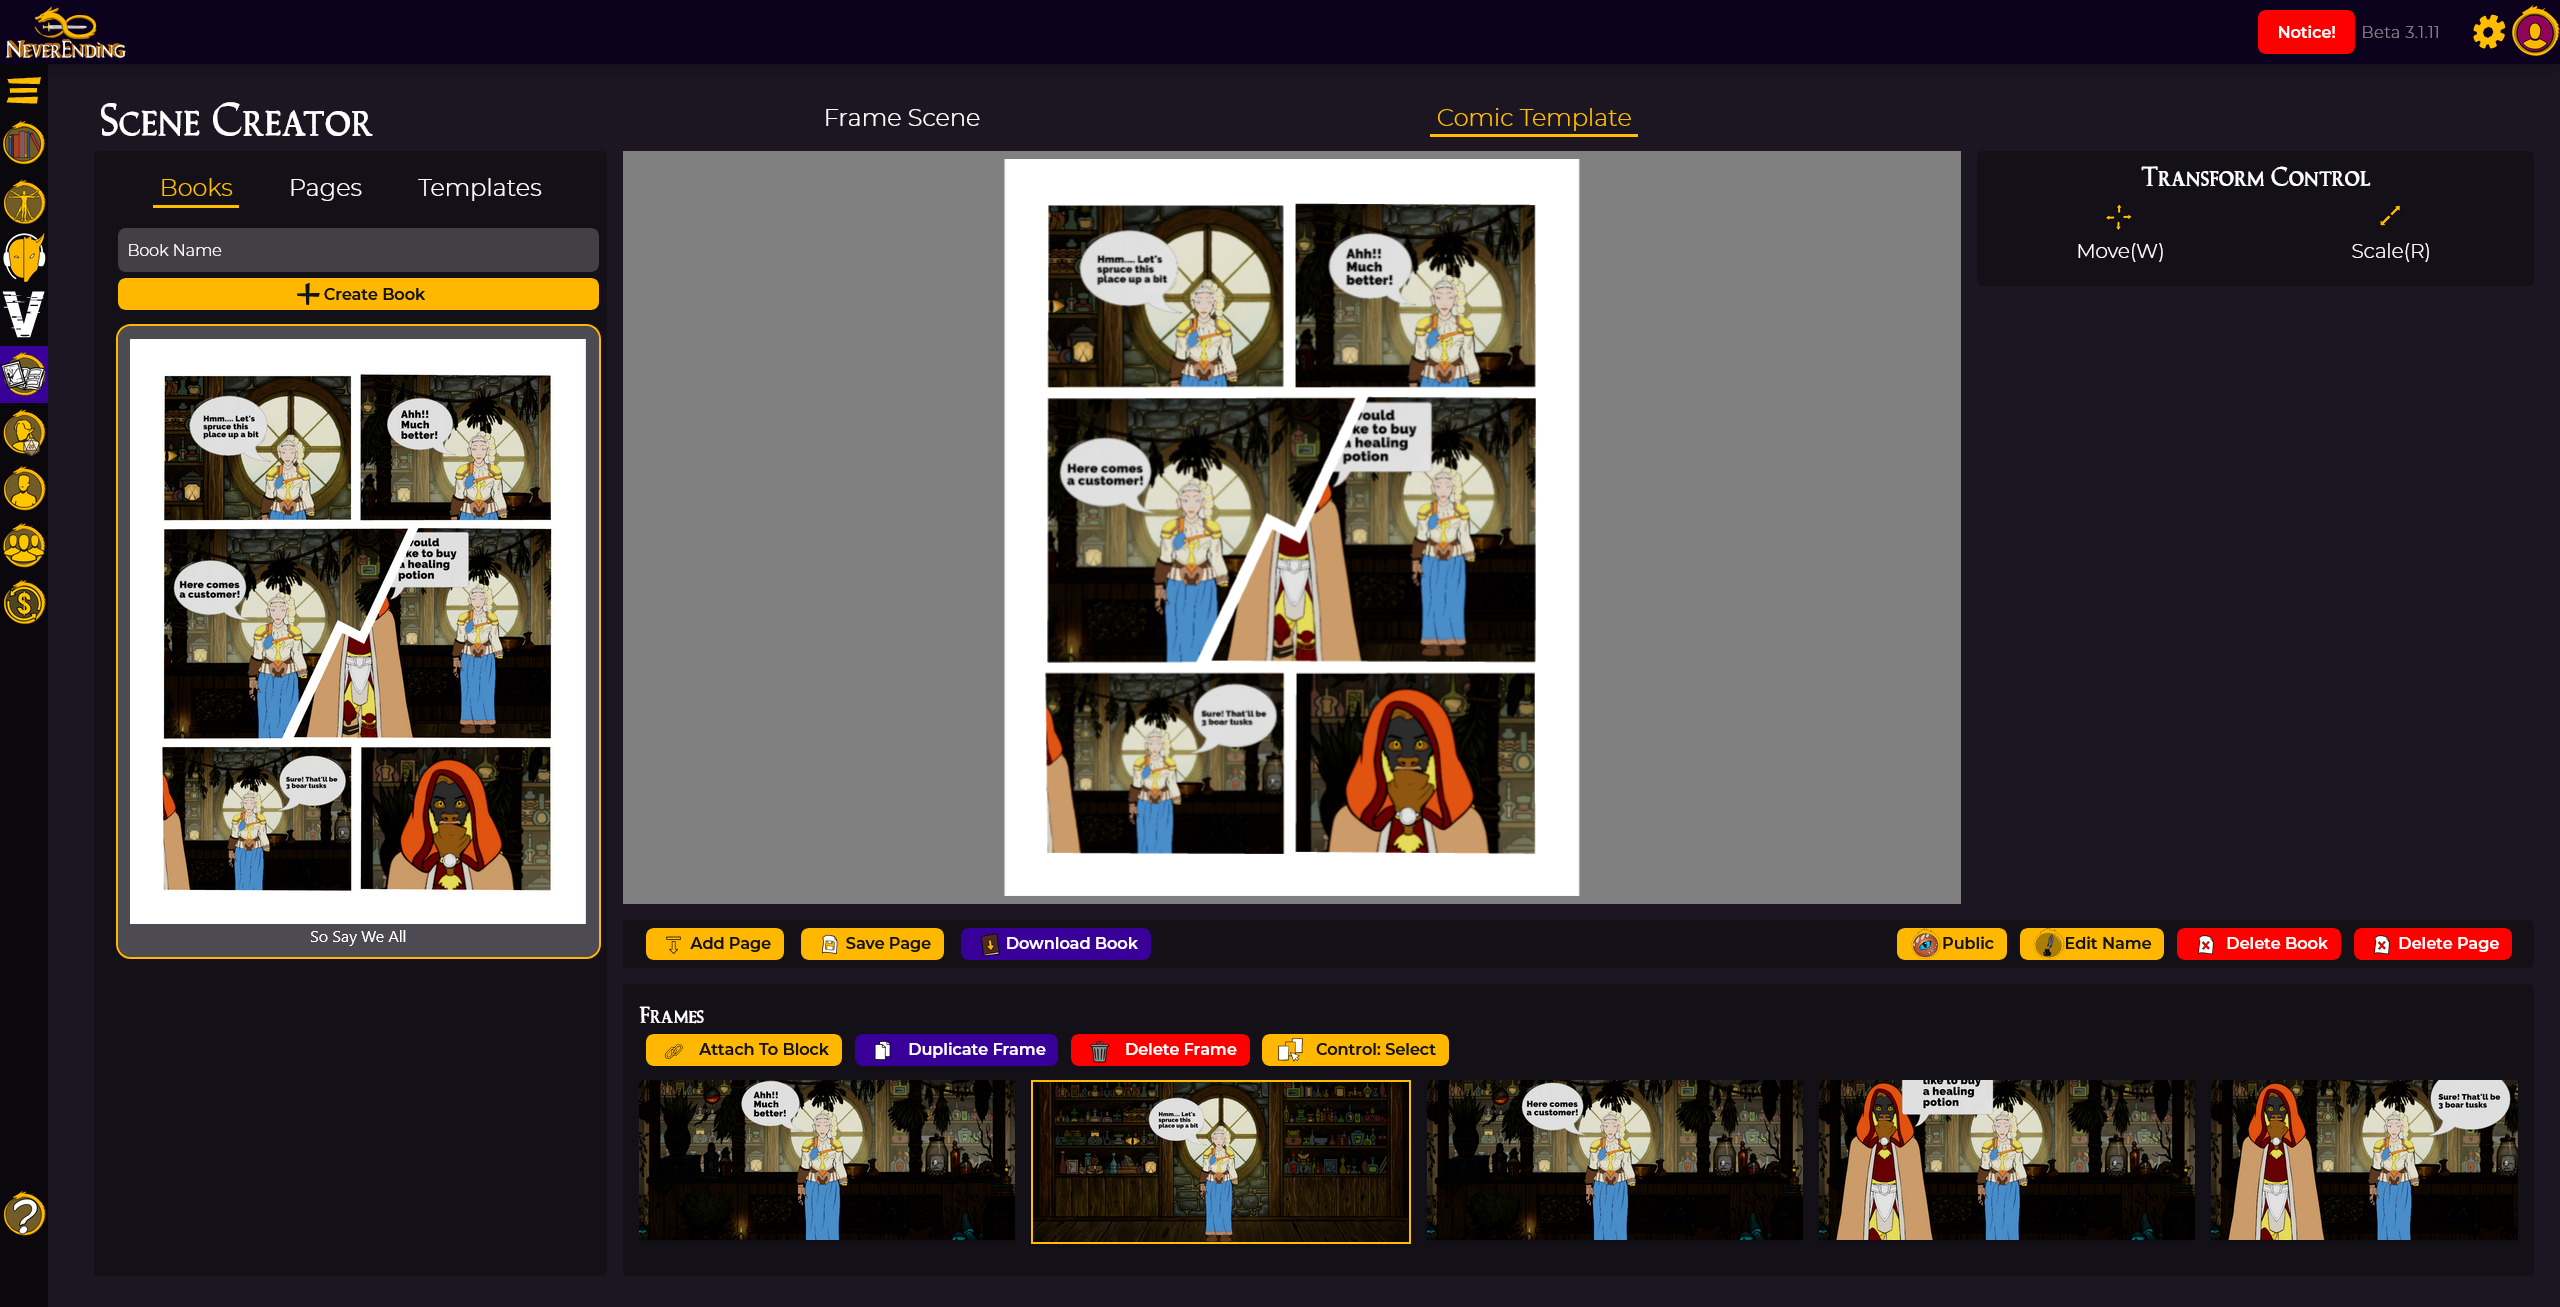 NeverEnding
Notice!
Beta 3.1.11
Scene Creator
Frame Scene
Comic Template
Books
Pages
Templates
Book Name
Create Book
Hmm.... Let's
spruce this
place up a bit
Ahh!!
Much
better!
Here comes
a customer!
ould
ke to buy
a healing
potion
Sure! That'll be
3 boar tusks
So Say We All
Hmm.... Let's
spruce this
place up a bit
Ahh!!
Much
better!
Here comes
a customer!
ould
ke to buy
a healing
potion
Sure! That'll be
3 boar tusks
Transform Control
Move(W)
Scale(R)
Add Page
Save Page
Download Book
Public
Edit Name
Delete Book
Delete Page
Frames
Attach To Block
Duplicate Frame
Delete Frame
Control: Select
Ahh!!
Much
better!
Hmm.... Let's
spruce this
place up a bit
Here comes
a customer!
like to buy
a healing
potion
Sure! That'll be
3 boar tusks
V
$
?